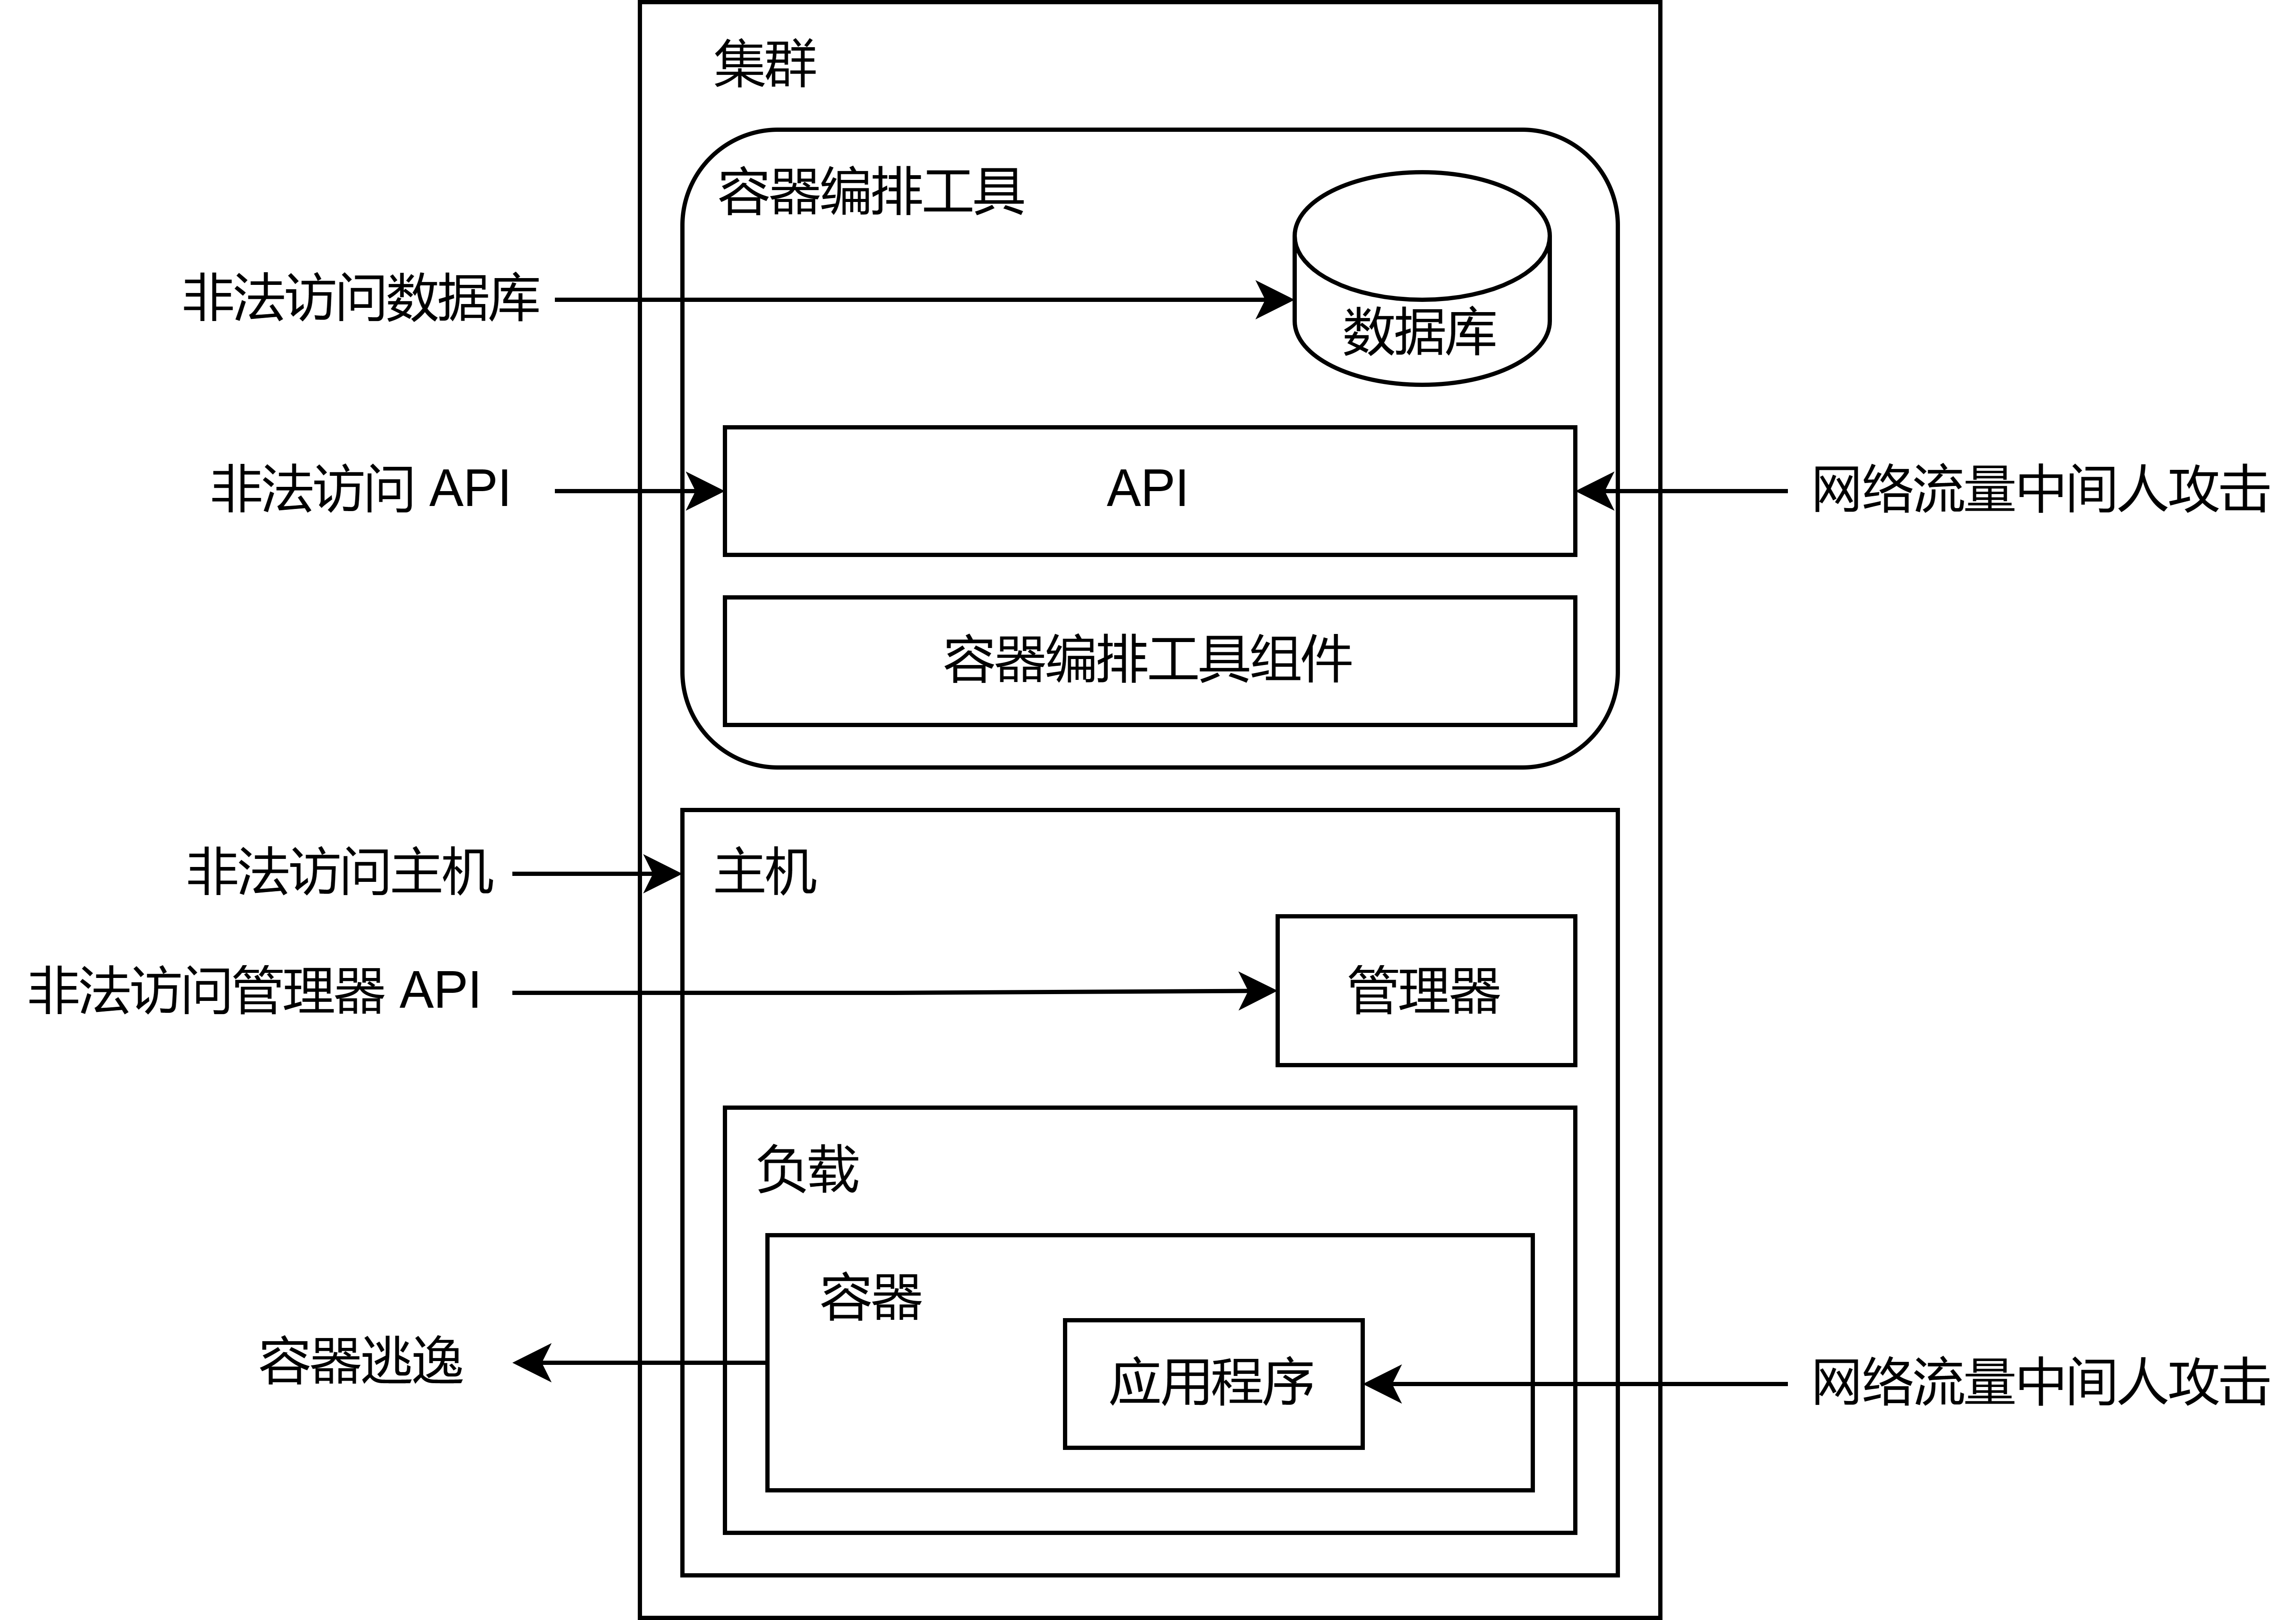 集群
容器编排工具
非法访问数据库
数据库
非法访问 API
API
网络流量中间人攻击
容器编排工具组件
非法访问主机
主机
非法访问管理器 API
管理器
负载
容器
容器逃逸
应用程序
网络流量中间人攻击